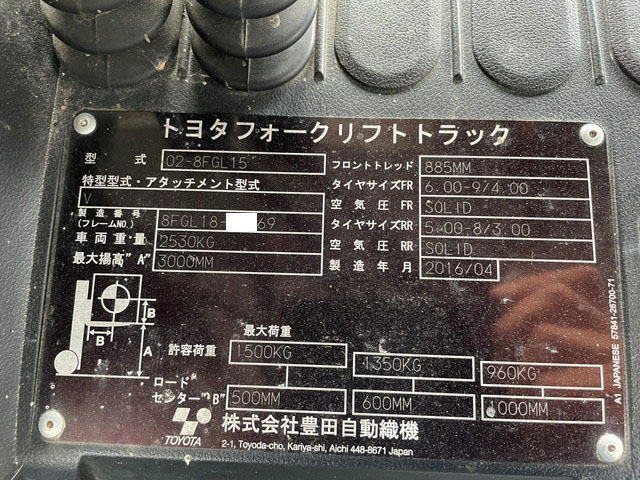 トヨタフォークリフトトラック
型式 02-8FGL15 フロントトレッド 885MM
特型型式・アタッチメント型式 タイヤサイズFR 6.00-9/4.00
V 空気圧FR SOLID
製造番号(フレームNO.) 8FGL18- 69 タイヤサイズRR 5.00-8/3.00
車両重量 2530KG 空気圧RR SOLID
最大揚高"A" 3000MM 製造年月 2016/04
B
B
A
最大荷重
許容荷重 1500KG 1350KG 960KG
ロードセンター"B" 500MM 600MM 1000MM
TOYOTA 株式会社豊田自動織機
2-1, Toyoda-cho, Kariya-shi, Aichi 448-8671 Japan
A1 JAPANESE 57841-26700-71